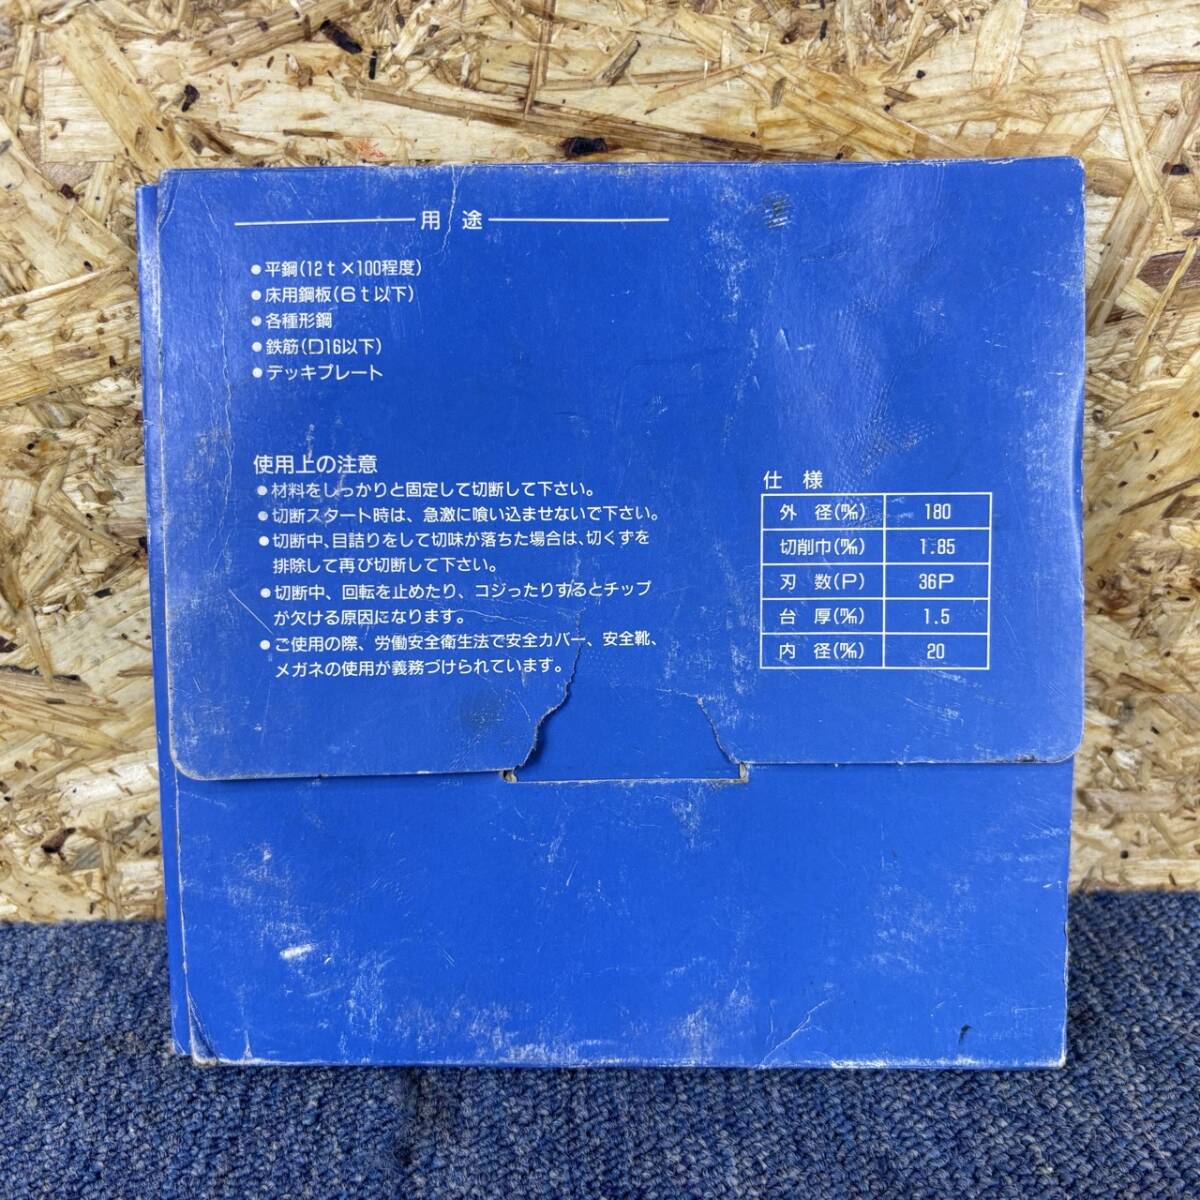 用途
●平鋼(12t×100程度)
●床用鋼板(6t以下)
●各種形鋼
●鉄筋(D16以下)
●デッキプレート
使用上の注意
●材料をしっかりと固定して切断して下さい。
●切断スタート時は、急激に喰い込ませないで下さい。
●切断中、目詰りをして切味が落ちた場合は、切くずを
排除して再び切断して下さい。
●切断中、回転を止めたり、コジったりするとチップ
が欠ける原因になります。
●ご使用の際、労働安全衛生法で安全カバー、安全靴、
メガネの使用が義務づけられています。
仕様
外径(m/m) 180
切削巾(m/m) 1.85
刃数(P) 36P
台厚(m/m) 1.5
内径(m/m) 20